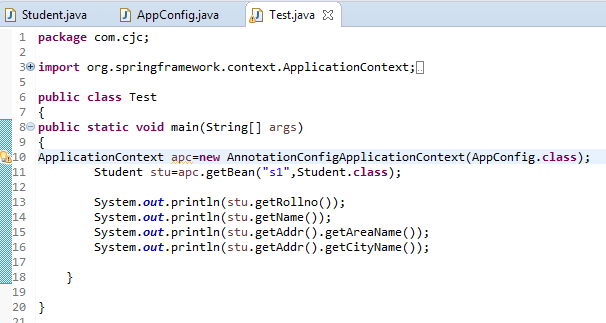 Student.java AppConfig.java Test.java
1 package com.cjc;
2
3 import org.springframework.context.ApplicationContext;
5
6 public class Test
7 {
8 public static void main(String[] args)
9 {
10 ApplicationContext apc=new AnnotationConfigApplicationContext(AppConfig.class);
11 Student stu=apc.getBean("s1",Student.class);
12
13 System.out.println(stu.getRollno());
14 System.out.println(stu.getName());
15 System.out.println(stu.getAddr().getAreaName());
16 System.out.println(stu.getAddr().getCityName());
17
18 }
19
20 }
21